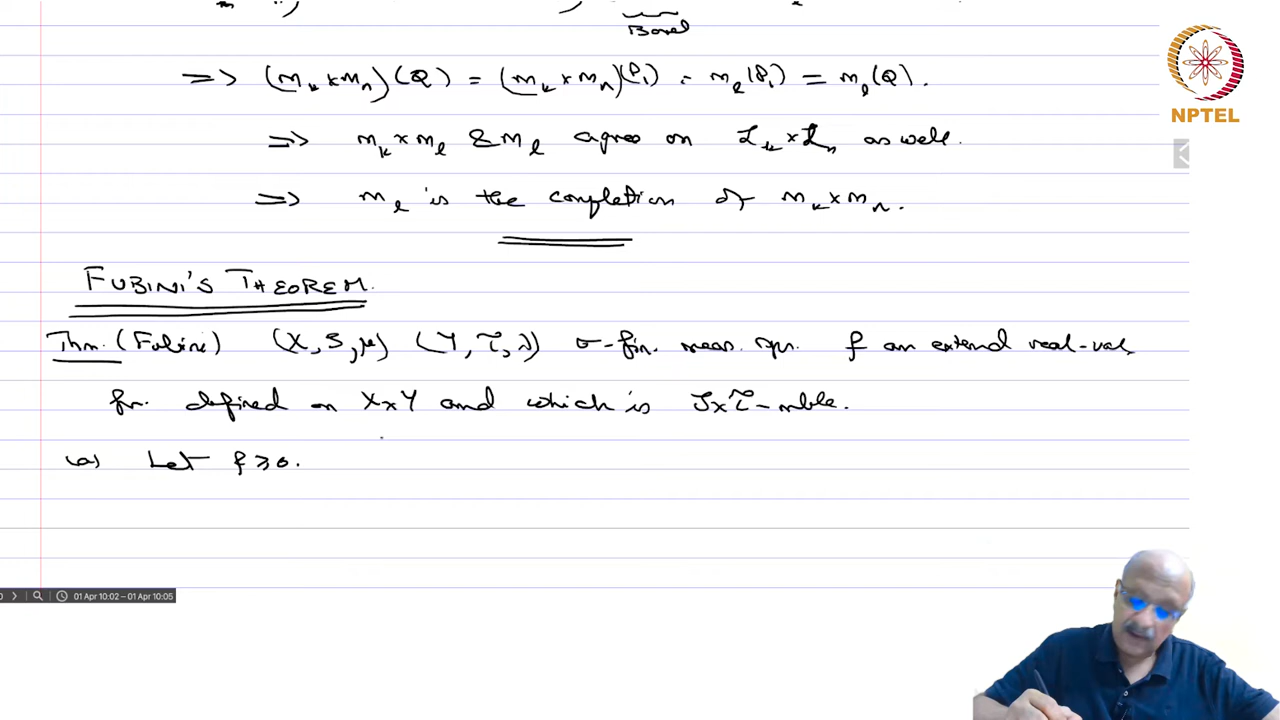 Borel
NPTEL
=> (m_k × m_n)(Q) = (m_k × m_n)(P_1) = m_l(P_1) = m_l(Q).
=> m_k × m_l & m_l agree on 𝓛_k × 𝓛_n as well.
=> m_l is the completion of m_k × m_n.
FUBINI'S THEOREM.
Thm. (Fubini) (X, S, μ) (Y, τ, λ) σ-fin. meas. sps. f an extend real-val.
fn. defined on X×Y and which is S×τ-mble.
(a) Let f ≥ 0.
01 Apr 10:02 – 01 Apr 10:05